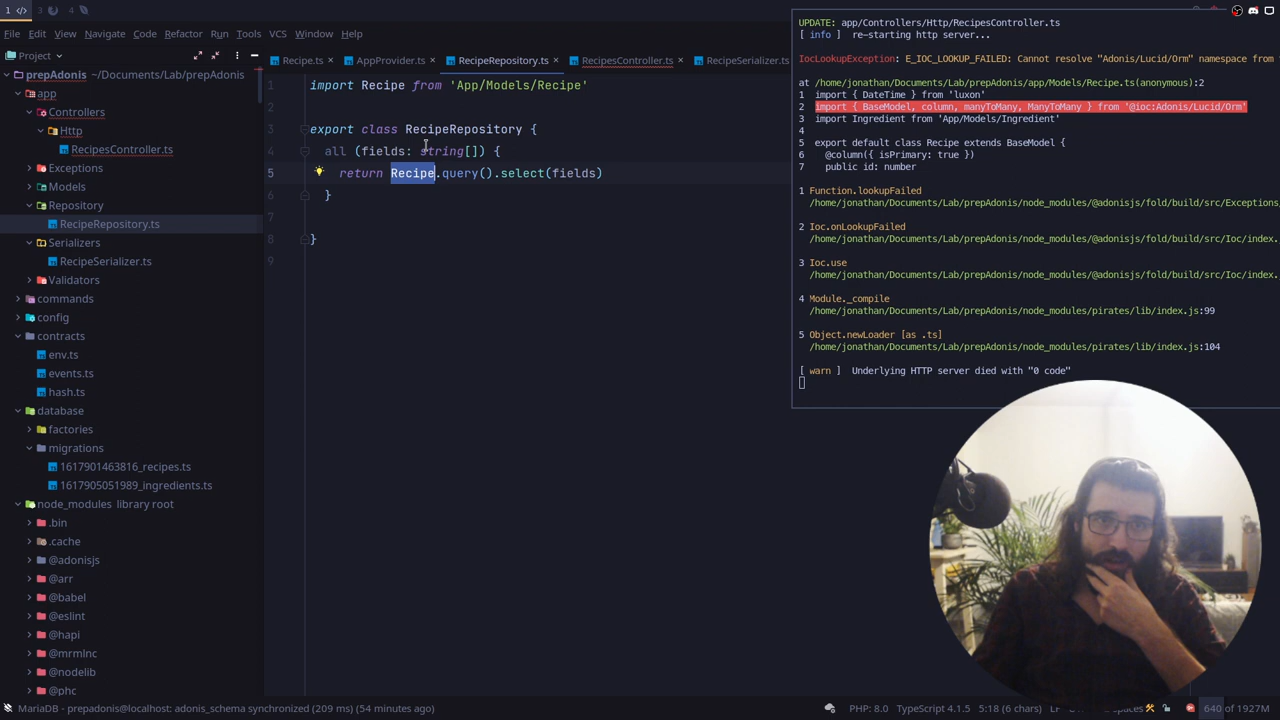 1 </> 3 4
File Edit View Navigate Code Refactor Run Tools VCS Window Help
Project
Recipe.ts × AppProvider.ts × RecipeRepository.ts × RecipesController.ts × RecipeSerializer.ts
prepAdonis ~/Documents/Lab/prepAdonis
app
Controllers
Http
RecipesController.ts
Exceptions
Models
Repository
RecipeRepository.ts
Serializers
RecipeSerializer.ts
Validators
commands
config
contracts
env.ts
events.ts
hash.ts
database
factories
migrations
1617901463816_recipes.ts
1617905051989_ingredients.ts
node_modules library root
.bin
.cache
@adonisjs
@arr
@babel
@eslint
@hapi
@mrmlnc
@nodelib
@phc
1 import Recipe from 'App/Models/Recipe'
2
3 export class RecipeRepository {
4 all (fields: string[]) {
5 return Recipe.query().select(fields)
6 }
7
8 }
9
UPDATE: app/Controllers/Http/RecipesController.ts
[ info ] re-starting http server...
IocLookupException: E_IOC_LOOKUP_FAILED: Cannot resolve "Adonis/Lucid/Orm" namespace from
at /home/jonathan/Documents/Lab/prepAdonis/app/Models/Recipe.ts(anonymous):2
1 import { DateTime } from 'luxon'
2 import { BaseModel, column, manyToMany, ManyToMany } from '@ioc:Adonis/Lucid/Orm'
3 import Ingredient from 'App/Models/Ingredient'
4
5 export default class Recipe extends BaseModel {
6 @column({ isPrimary: true })
7 public id: number
1 Function.lookupFailed
/home/jonathan/Documents/Lab/prepAdonis/node_modules/@adonisjs/fold/build/src/Exceptions
2 Ioc.onLookupFailed
/home/jonathan/Documents/Lab/prepAdonis/node_modules/@adonisjs/fold/build/src/Ioc/index.
3 Ioc.use
/home/jonathan/Documents/Lab/prepAdonis/node_modules/@adonisjs/fold/build/src/Ioc/index.
4 Module._compile
/home/jonathan/Documents/Lab/prepAdonis/node_modules/pirates/lib/index.js:99
5 Object.newLoader [as .ts]
/home/jonathan/Documents/Lab/prepAdonis/node_modules/pirates/lib/index.js:104
[ warn ] Underlying HTTP server died with "0 code"
MariaDB – prepadonis@localhost: adonis_schema synchronized (209 ms) (54 minutes ago)
PHP: 8.0 TypeScript 4.1.5 5:18 (6 chars) 640 of 1927M